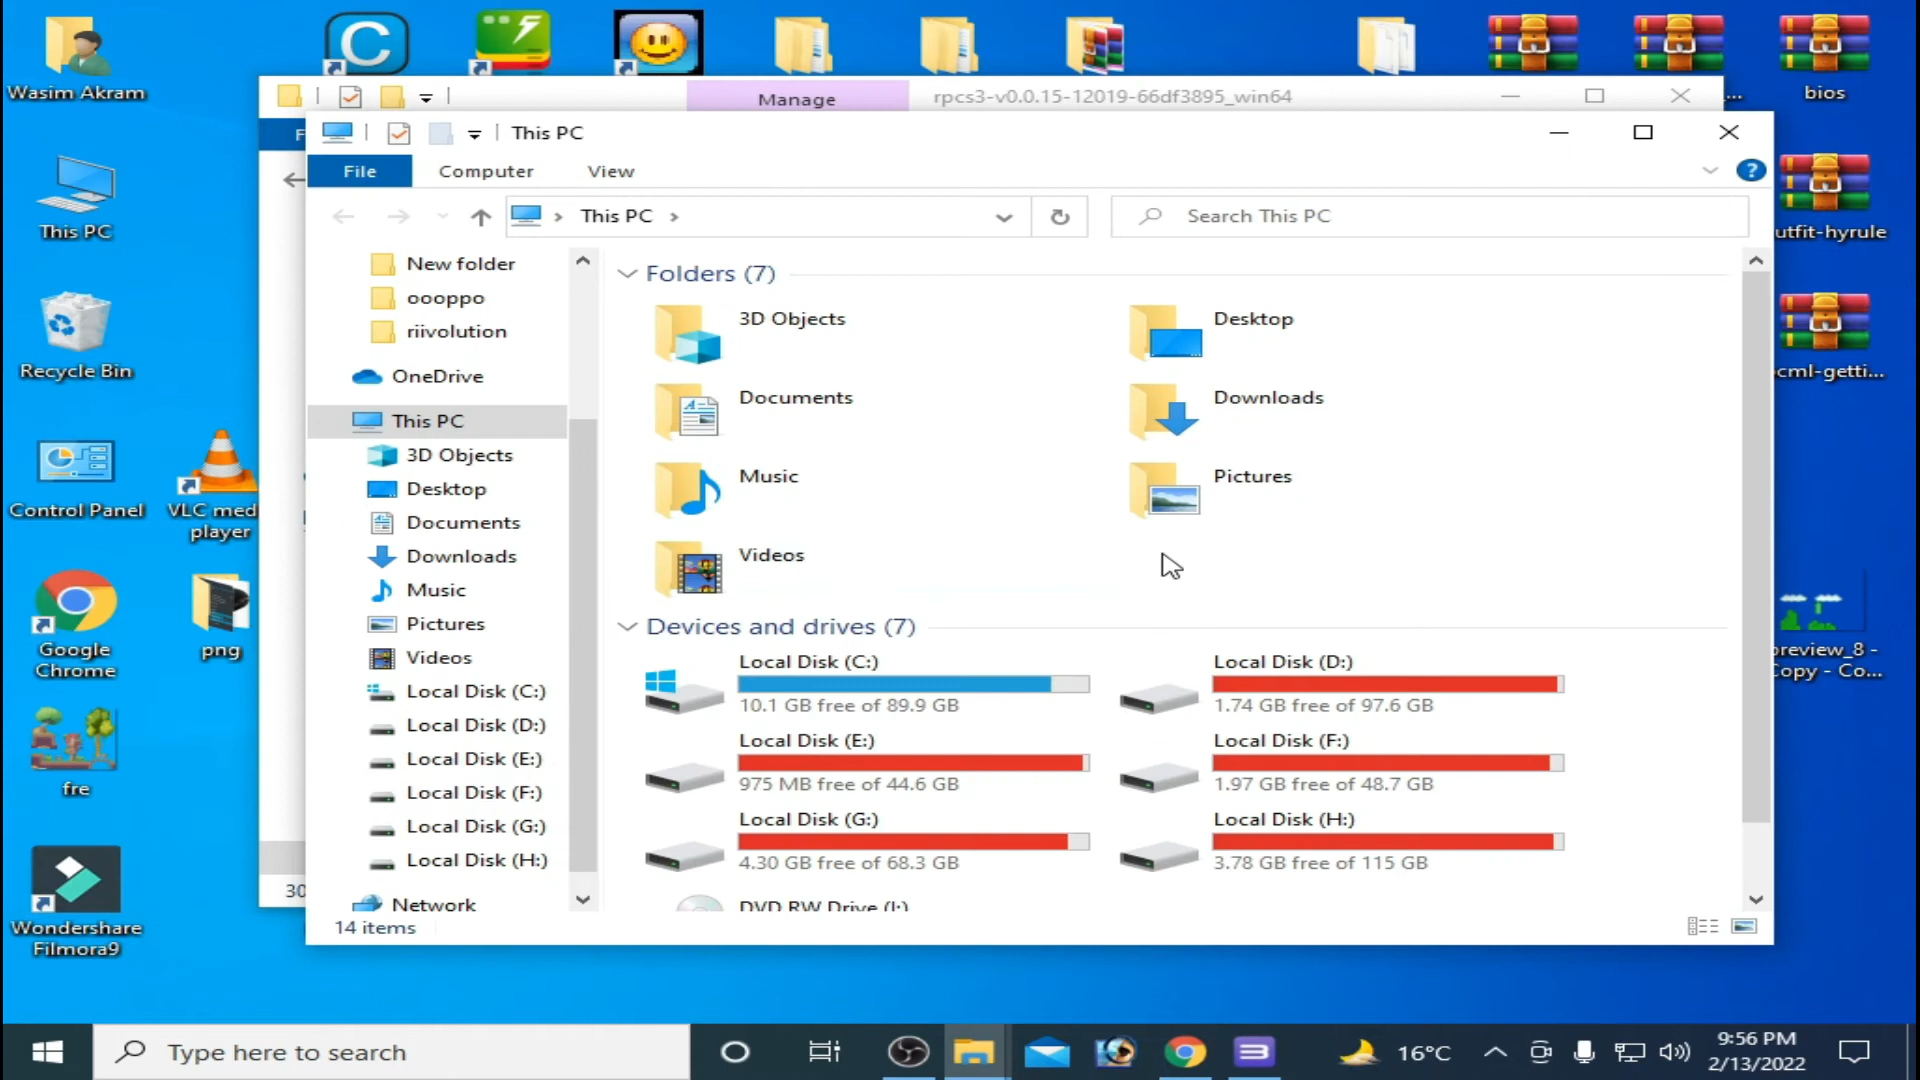 Wasim Akram
This PC
Recycle Bin
Control Panel
VLC med
player
Google
Chrome
png
fre
Wondershare
Filmora9
Manage
rpcs3-v0.0.15-12019-66df3895_win64
This PC
File
Computer
View
This PC
Search This PC
New folder
oooppo
riivolution
OneDrive
This PC
3D Objects
Desktop
Documents
Downloads
Music
Pictures
Videos
Local Disk (C:)
Local Disk (D:)
Local Disk (E:)
Local Disk (F:)
Local Disk (G:)
Local Disk (H:)
Network
Folders (7)
3D Objects
Desktop
Documents
Downloads
Music
Pictures
Videos
Devices and drives (7)
Local Disk (C:)
10.1 GB free of 89.9 GB
Local Disk (D:)
1.74 GB free of 97.6 GB
Local Disk (E:)
975 MB free of 44.6 GB
Local Disk (F:)
1.97 GB free of 48.7 GB
Local Disk (G:)
4.30 GB free of 68.3 GB
Local Disk (H:)
3.78 GB free of 115 GB
DVD RW Drive (I:)
14 items
30
bios
utfit-hyrule
cml-getti...
preview_8 -
Copy - Co...
Type here to search
16°C
9:56 PM
2/13/2022